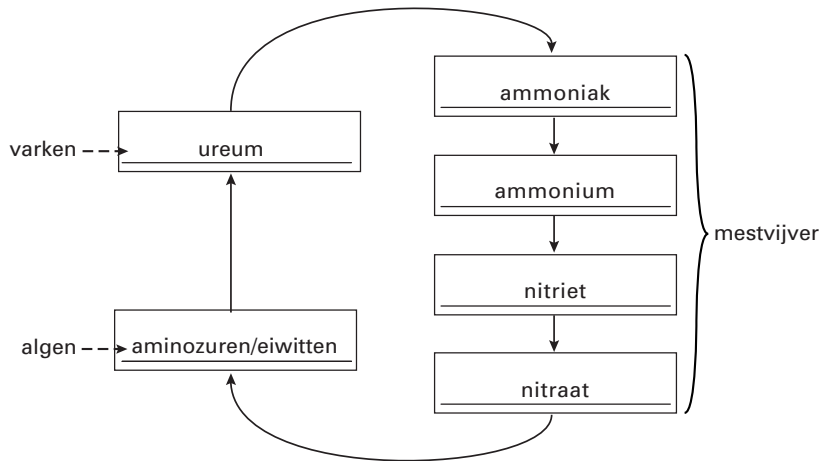 ammoniak
varken
ureum
ammonium
mestvijver
nitriet
algen
aminozuren/eiwitten
nitraat